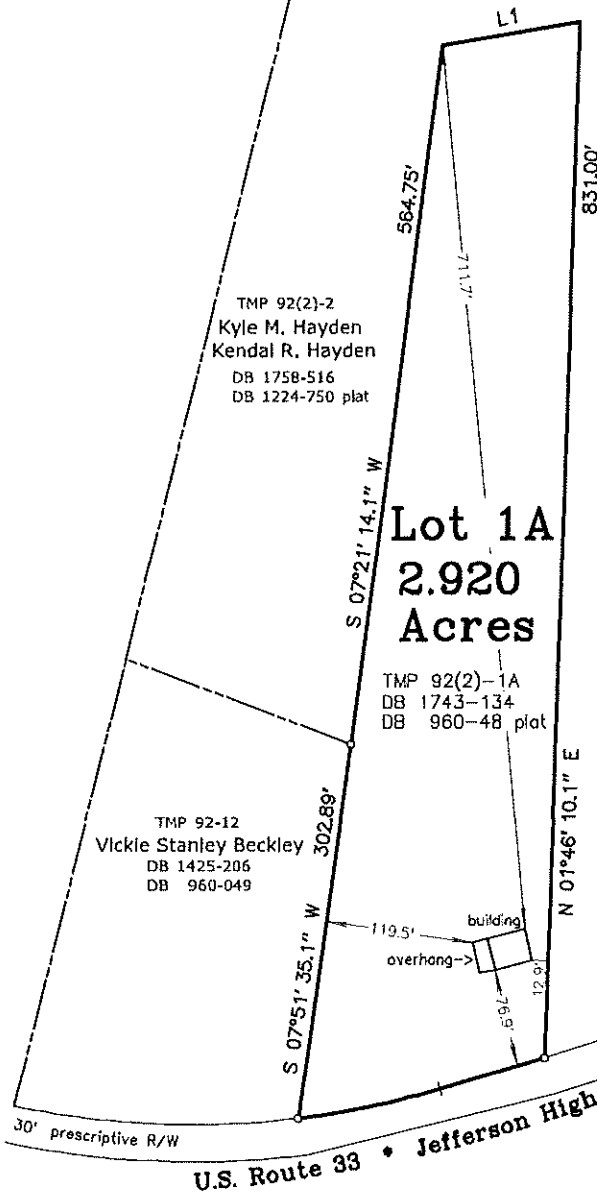 L1
564.75'
831.00'
711.7'
TMP 92(2)-2
Kyle M. Hayden
Kendal R. Hayden
DB 1758-516
DB 1224-750 plat
S 07°21' 14.1" W
Lot 1A
2.920
Acres
TMP 92(2)-1A
DB 1743-134
DB 960-48 plat
N 01°46' 10.1" E
302.89'
TMP 92-12
Vickie Stanley Beckley
DB 1425-206
DB 960-049
S 07°51' 35.1" W
119.5'
building
overhang->
12.9'
76.9'
30' prescriptive R/W
U.S. Route 33 • Jefferson High